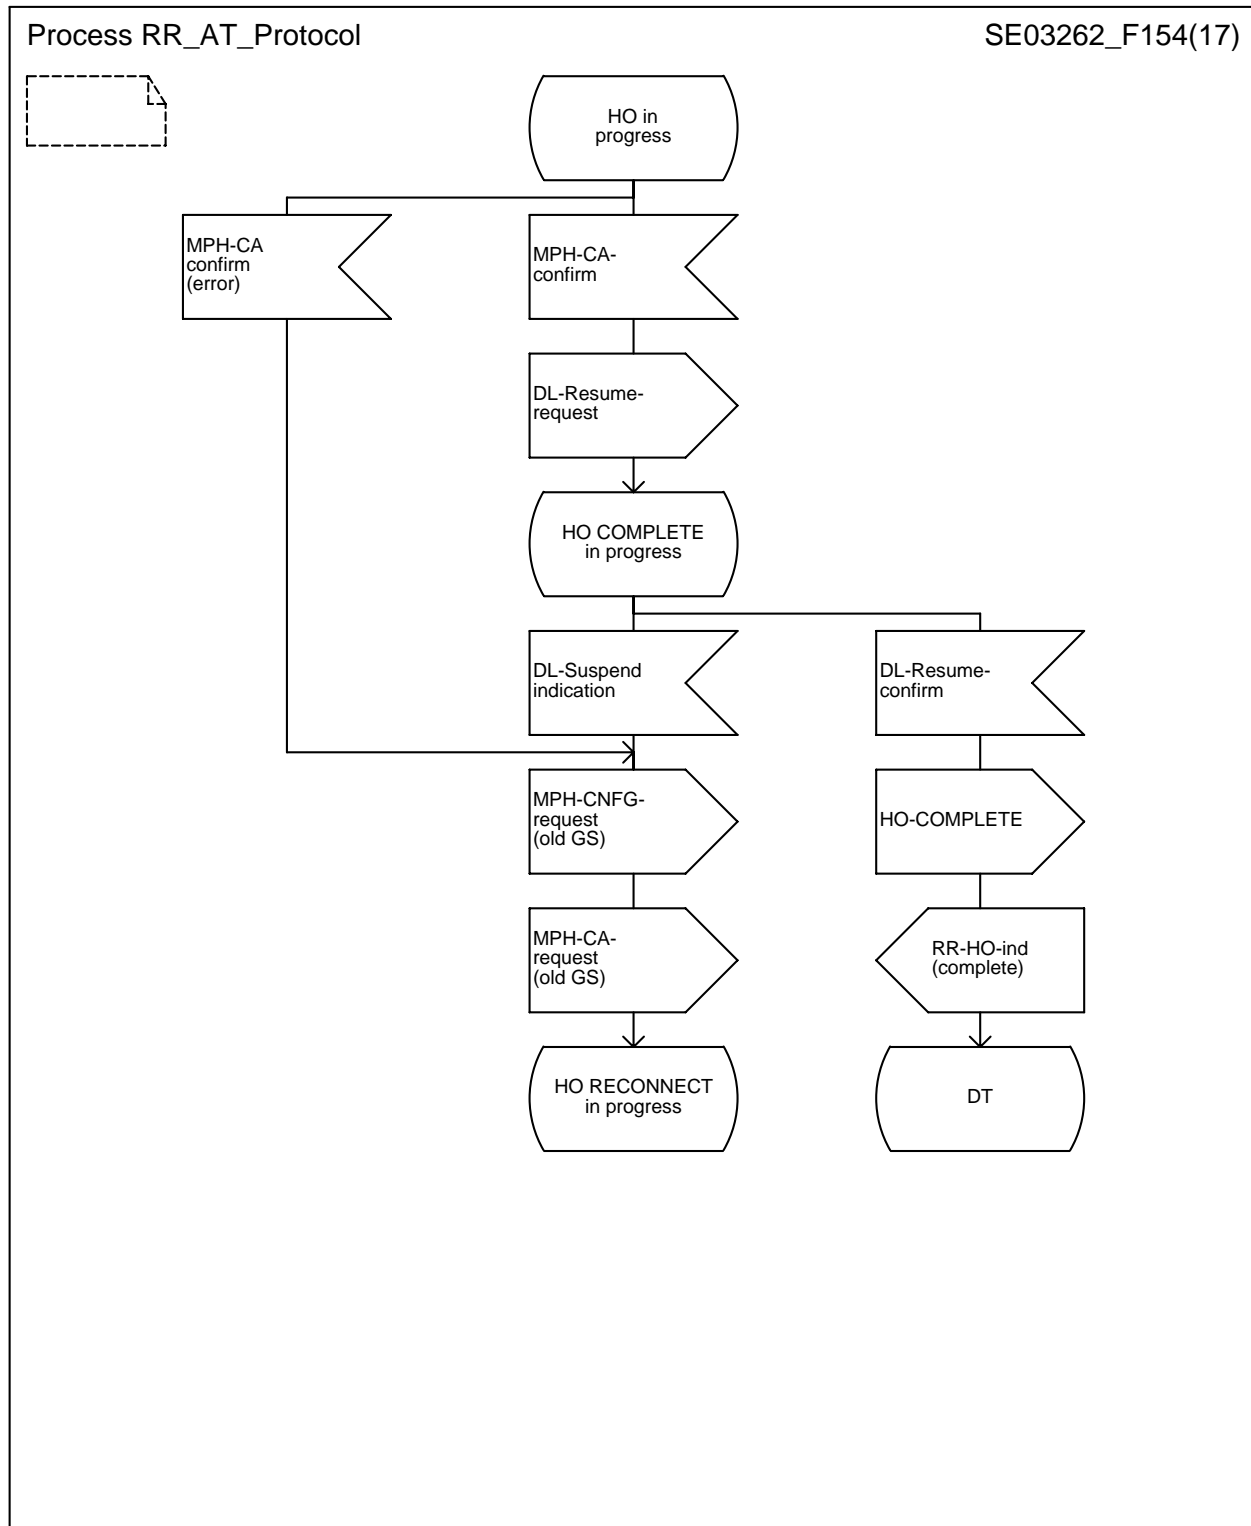 Process RR_AT_Protocol
SE03262_F154(17)
HO in
progress
MPH-CA
confirm
(error)
MPH-CA-
confirm
DL-Resume-
request
HO COMPLETE
in progress
DL-Suspend
indication
DL-Resume-
confirm
MPH-CNFG-
request
(old GS)
HO-COMPLETE
MPH-CA-
request
(old GS)
RR-HO-ind
(complete)
HO RECONNECT
in progress
DT